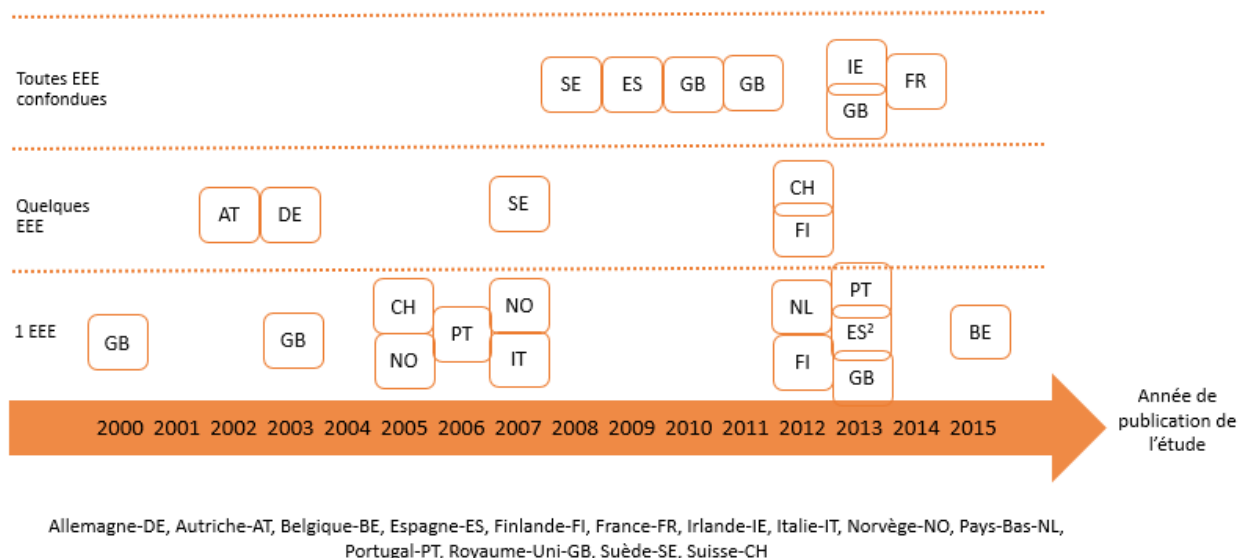 Toutes EEE
confondues
SE
ES
GB
GB
IE
GB
FR
Quelques
EEE
AT
DE
SE
CH
FI
1 EEE
GB
GB
CH
NO
PT
NO
IT
NL
FI
PT
ES²
GB
BE
2000 2001 2002 2003 2004 2005 2006 2007 2008 2009 2010 2011 2012 2013 2014 2015
Année de
publication de
l'étude
Allemagne-DE, Autriche-AT, Belgique-BE, Espagne-ES, Finlande-FI, France-FR, Irlande-IE, Italie-IT, Norvège-NO, Pays-Bas-NL,
Portugal-PT, Royaume-Uni-GB, Suède-SE, Suisse-CH